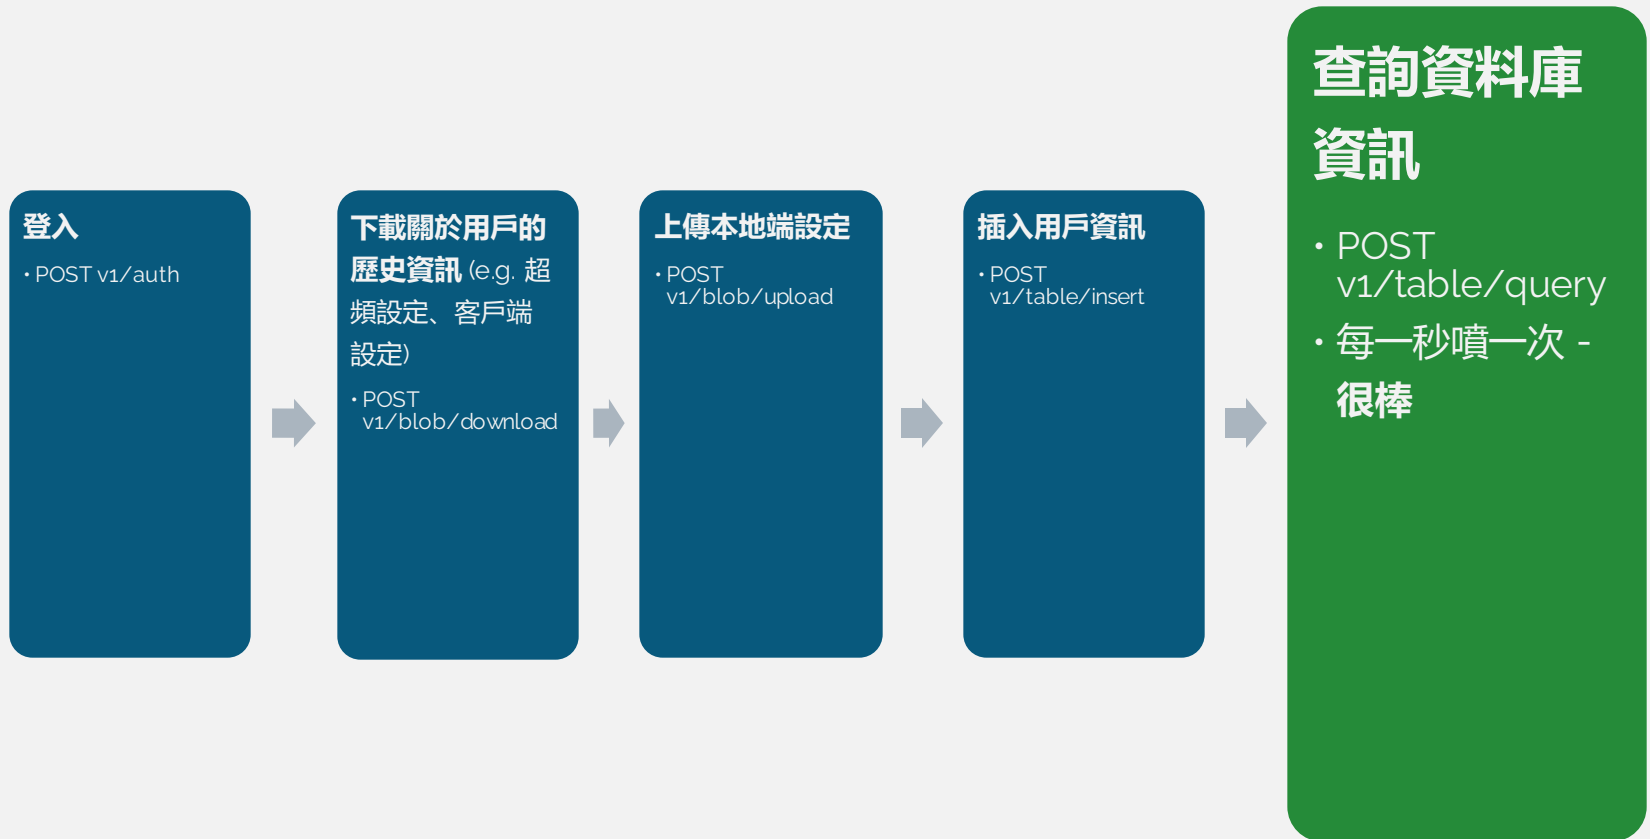 登入
• POST v1/auth
下載關於用戶的
歷史資訊 (e.g. 超
頻設定、客戶端
設定)
• POST
v1/blob/download
上傳本地端設定
• POST
v1/blob/upload
插入用戶資訊
• POST
v1/table/insert
查詢資料庫
資訊
• POST
v1/table/query
• 每一秒噴一次 -
很棒